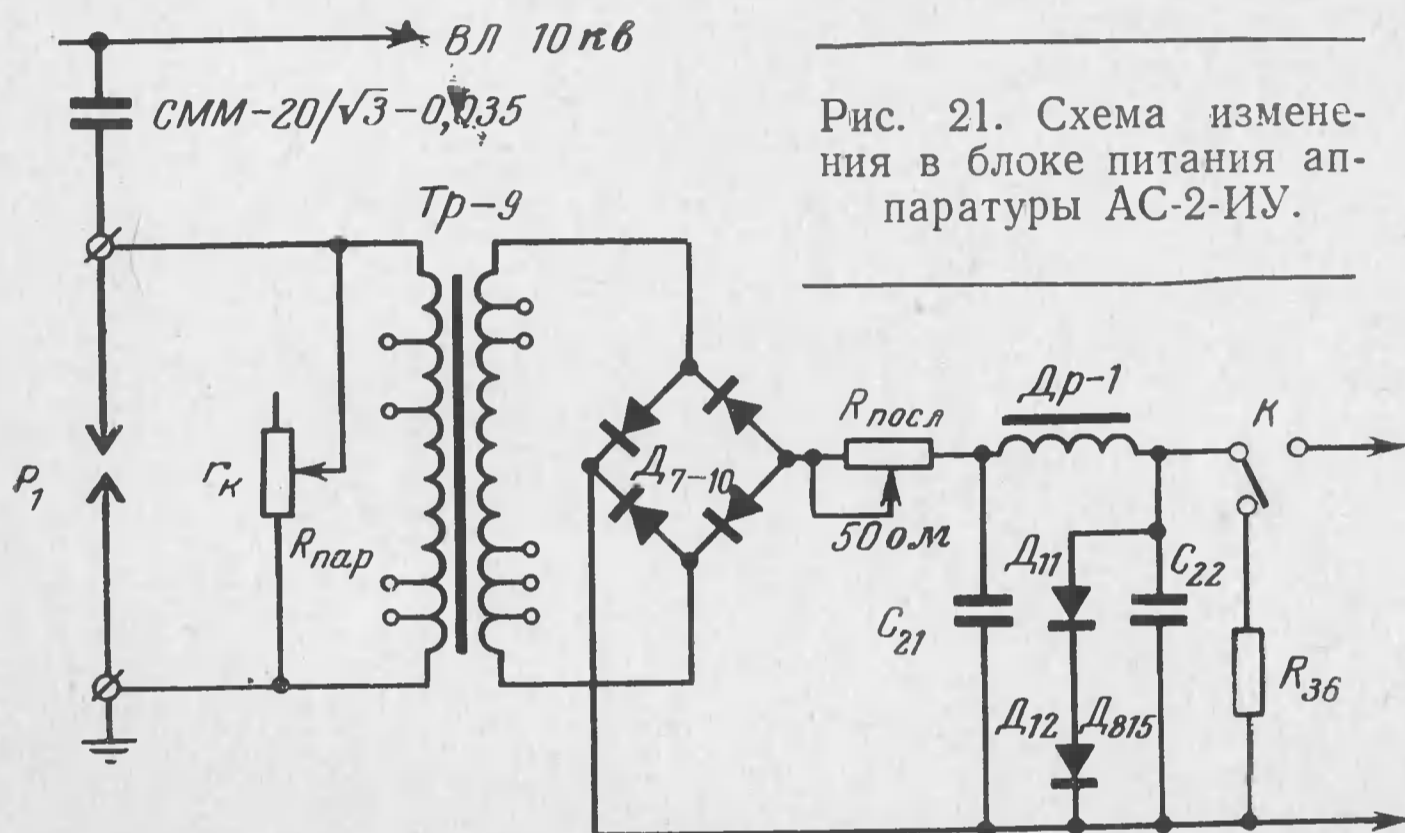 ВЛ 10 кв
СММ-20/√3-0,035
Рис. 21. Схема измене-
ния в блоке питания ап-
паратуры АС-2-ИУ.
Тр-9
Др-1
Rпосл
К
Д7-10
P1
rк
Rпар
50 ом
Д11
C22
C21
R36
Д12
Д815